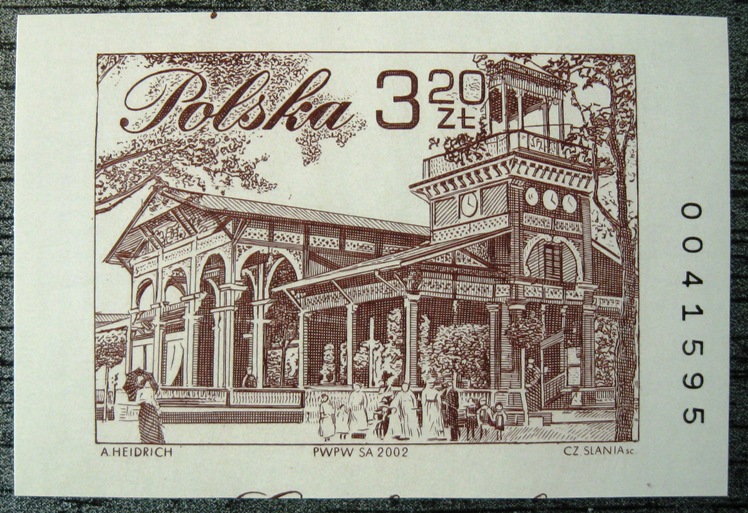 Polska 3 20 ZŁ
A. HEIDRICH PWPW SA 2002 CZ SLANIA sc.
0041595